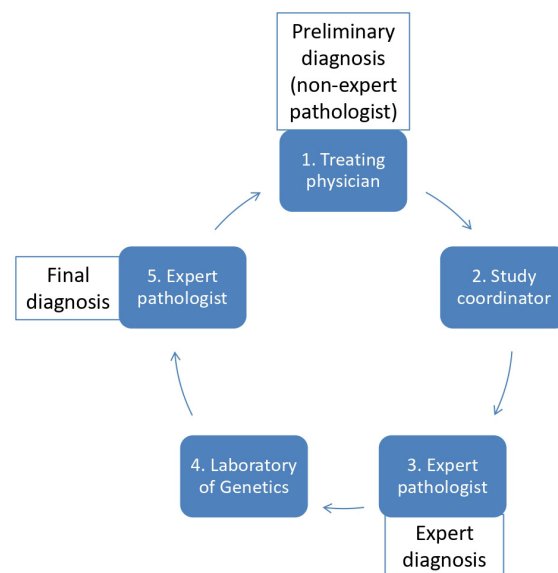 Preliminary
diagnosis
(non-expert
pathologist)
1. Treating
physician
2. Study
coordinator
3. Expert
pathologist
Expert
diagnosis
4. Laboratory
of Genetics
5. Expert
pathologist
Final
diagnosis